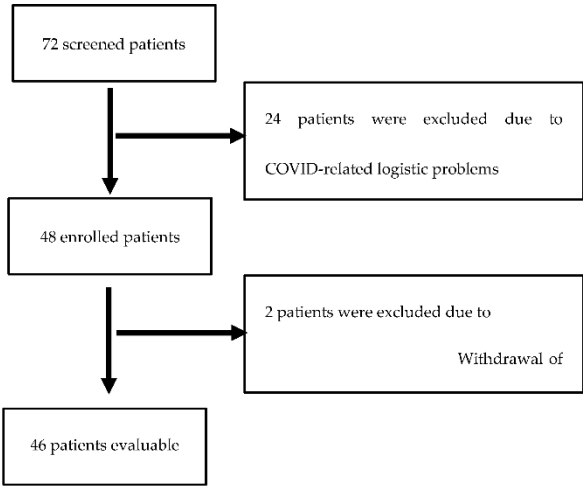 72 screened patients
24 patients were excluded due to
COVID-related logistic problems
48 enrolled patients
2 patients were excluded due to
Withdrawal of
46 patients evaluable